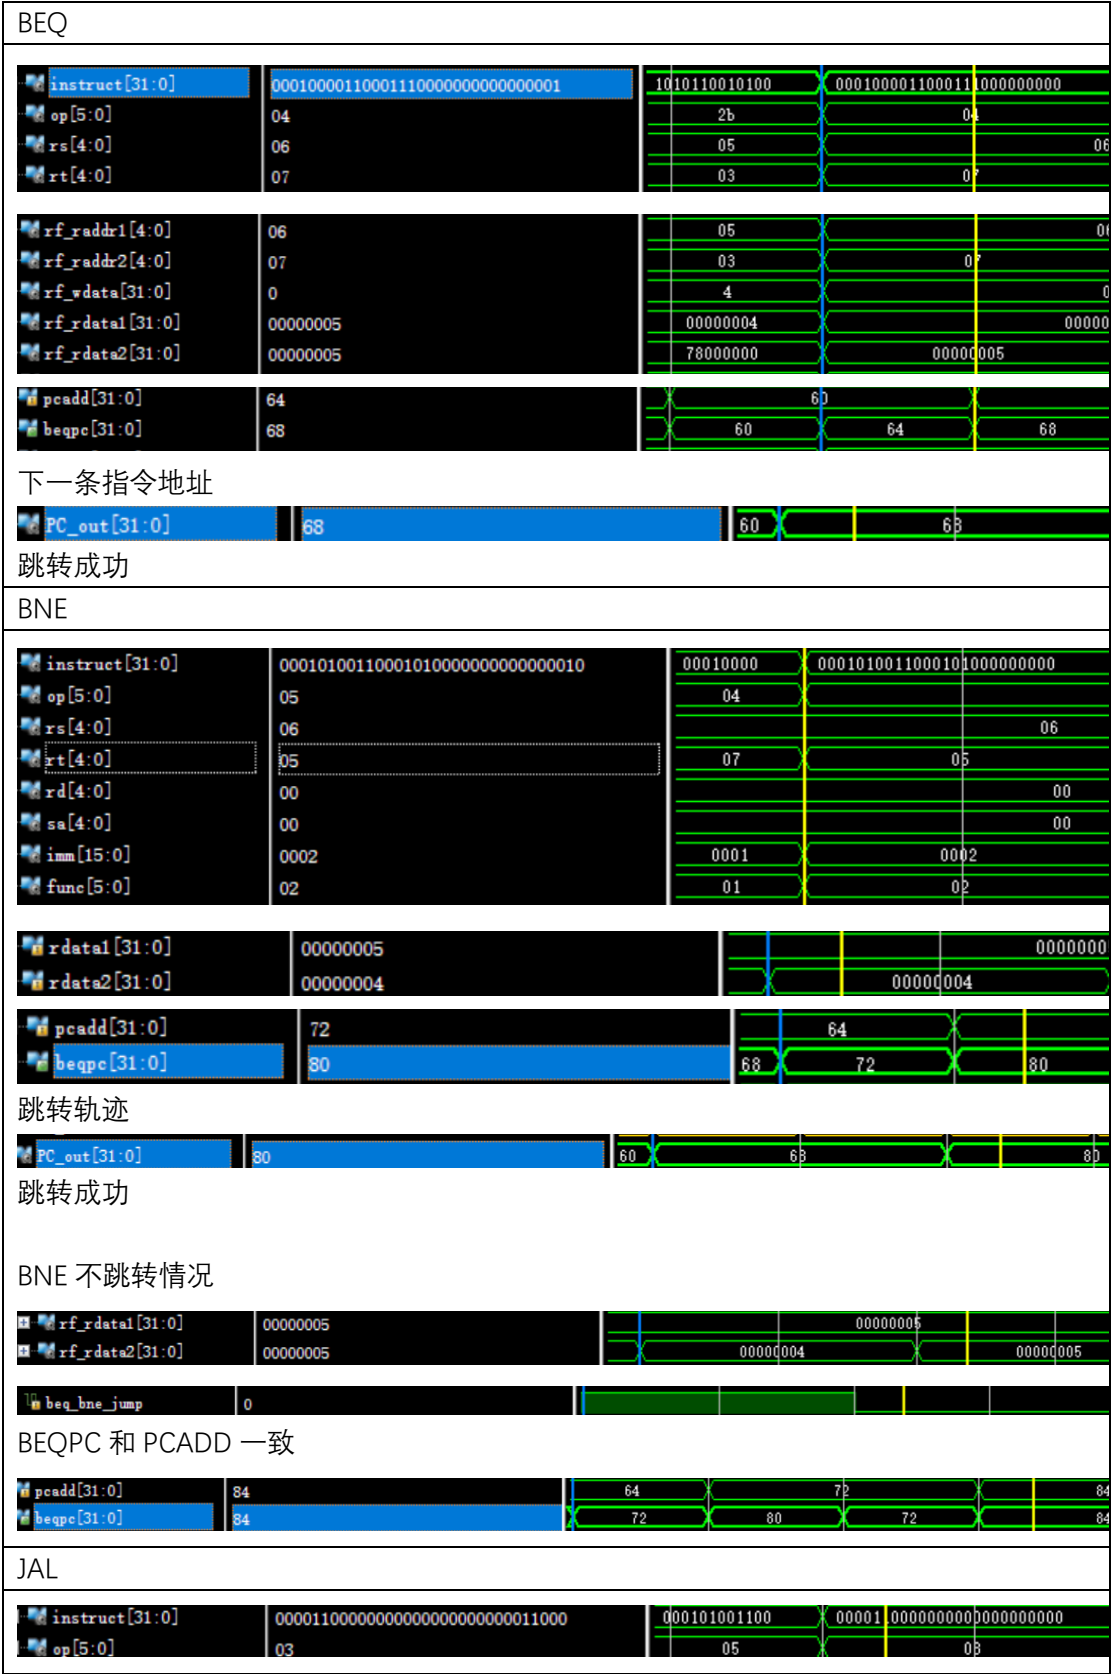 BEQ
instruct[31:0] 00010000110001110000000000000001 1010110010100 0001000011000111000000000
op[5:0] 04 2b 04
rs[4:0] 06 05 06
rt[4:0] 07 03 07
rf_raddr1[4:0] 06 05 06
rf_raddr2[4:0] 07 03 07
rf_wdata[31:0] 0 4 0
rf_rdata1[31:0] 00000005 00000004 00000
rf_rdata2[31:0] 00000005 78000000 00000005
pcadd[31:0] 64 60
beqpc[31:0] 68 60 64 68
下一条指令地址
PC_out[31:0] 68 60 68
跳转成功
BNE
instruct[31:0] 00010100110001010000000000000010 00010000 0001010011000101000000000
op[5:0] 05 04
rs[4:0] 06 06
rt[4:0] 05 07 05
rd[4:0] 00 00
sa[4:0] 00 00
imm[15:0] 0002 0001 0002
func[5:0] 02 01 02
rdata1[31:0] 00000005 0000000
rdata2[31:0] 00000004 00000004
pcadd[31:0] 72 64
beqpc[31:0] 80 68 72 80
跳转轨迹
PC_out[31:0] 80 60 68 80
跳转成功
BNE 不跳转情况
rf_rdata1[31:0] 00000005 00000005
rf_rdata2[31:0] 00000005 00000004 00000005
beq_bne_jump 0
BEQPC 和 PCADD 一致
pcadd[31:0] 84 64 72 84
beqpc[31:0] 84 72 80 72 84
JAL
instruct[31:0] 00001100000000000000000000011000 000101001100 0000110000000000000000000
op[5:0] 03 05 03